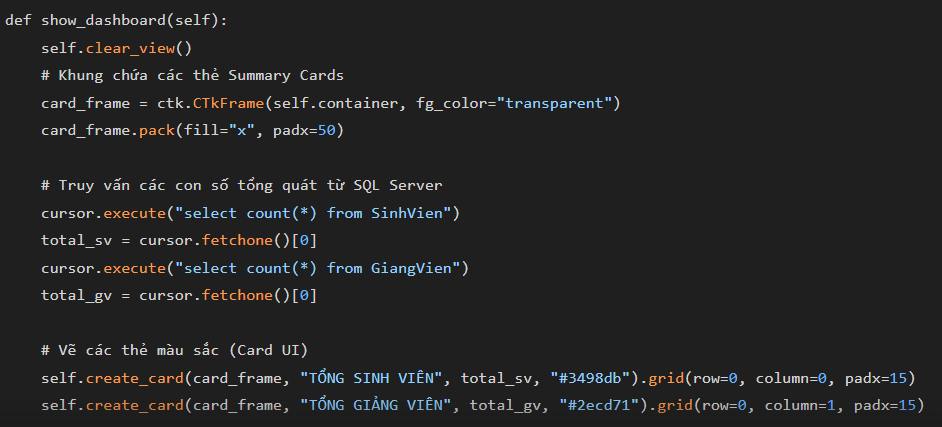 def show_dashboard(self):
    self.clear_view()
    # Khung chứa các thẻ Summary Cards
    card_frame = ctk.CTkFrame(self.container, fg_color="transparent")
    card_frame.pack(fill="x", padx=50)

    # Truy vấn các con số tổng quát từ SQL Server
    cursor.execute("select count(*) from SinhVien")
    total_sv = cursor.fetchone()[0]
    cursor.execute("select count(*) from GiangVien")
    total_gv = cursor.fetchone()[0]

    # Vẽ các thẻ màu sắc (Card UI)
    self.create_card(card_frame, "TỔNG SINH VIÊN", total_sv, "#3498db").grid(row=0, column=0, padx=15)
    self.create_card(card_frame, "TỔNG GIẢNG VIÊN", total_gv, "#2ecd71").grid(row=0, column=1, padx=15)